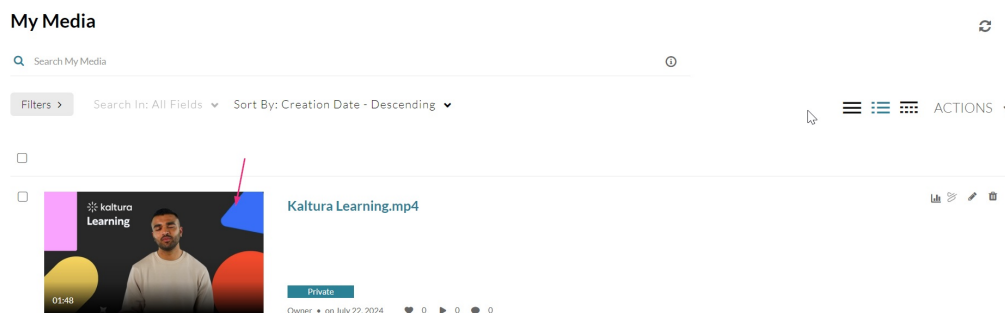 My Media
Search My Media
Filters > Search In: All Fields Sort By: Creation Date - Descending ACTIONS
kaltura
Learning
Kaltura Learning.mp4
01:48
Private
Owner • on July 22, 2024 0 0 0